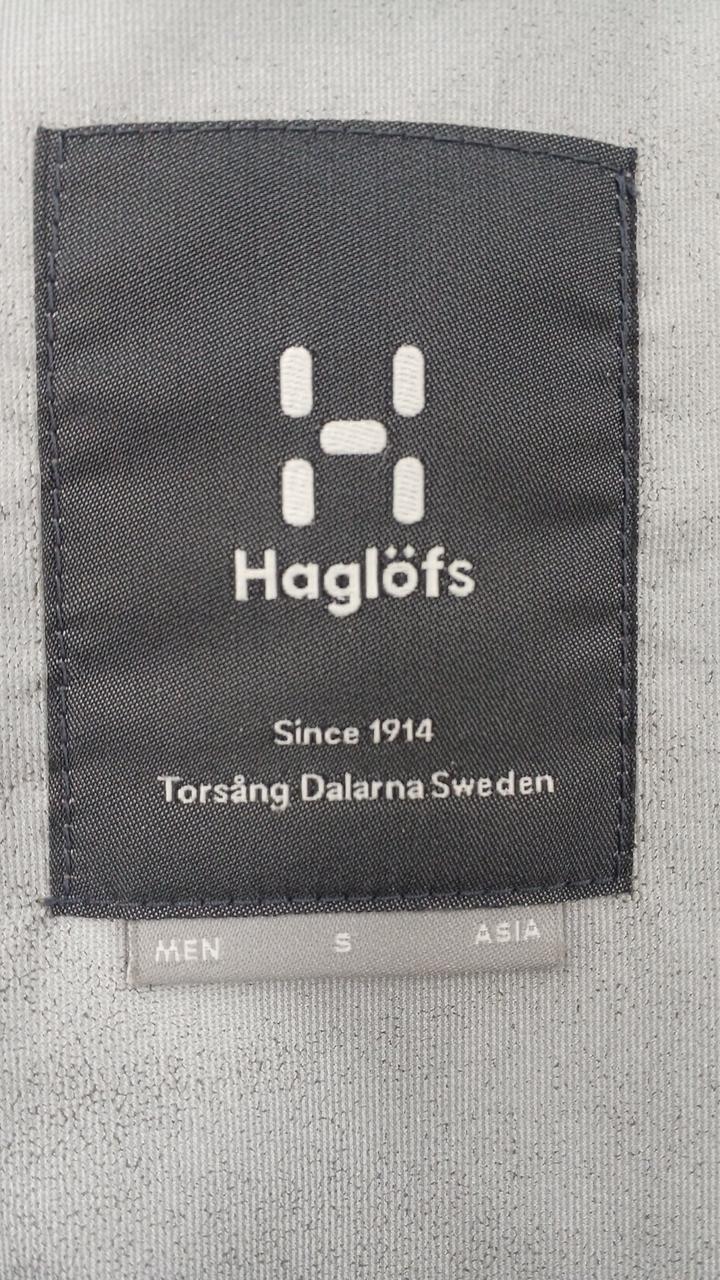 Haglöfs
Since 1914
Torsång Dalarna Sweden
MEN S ASIA